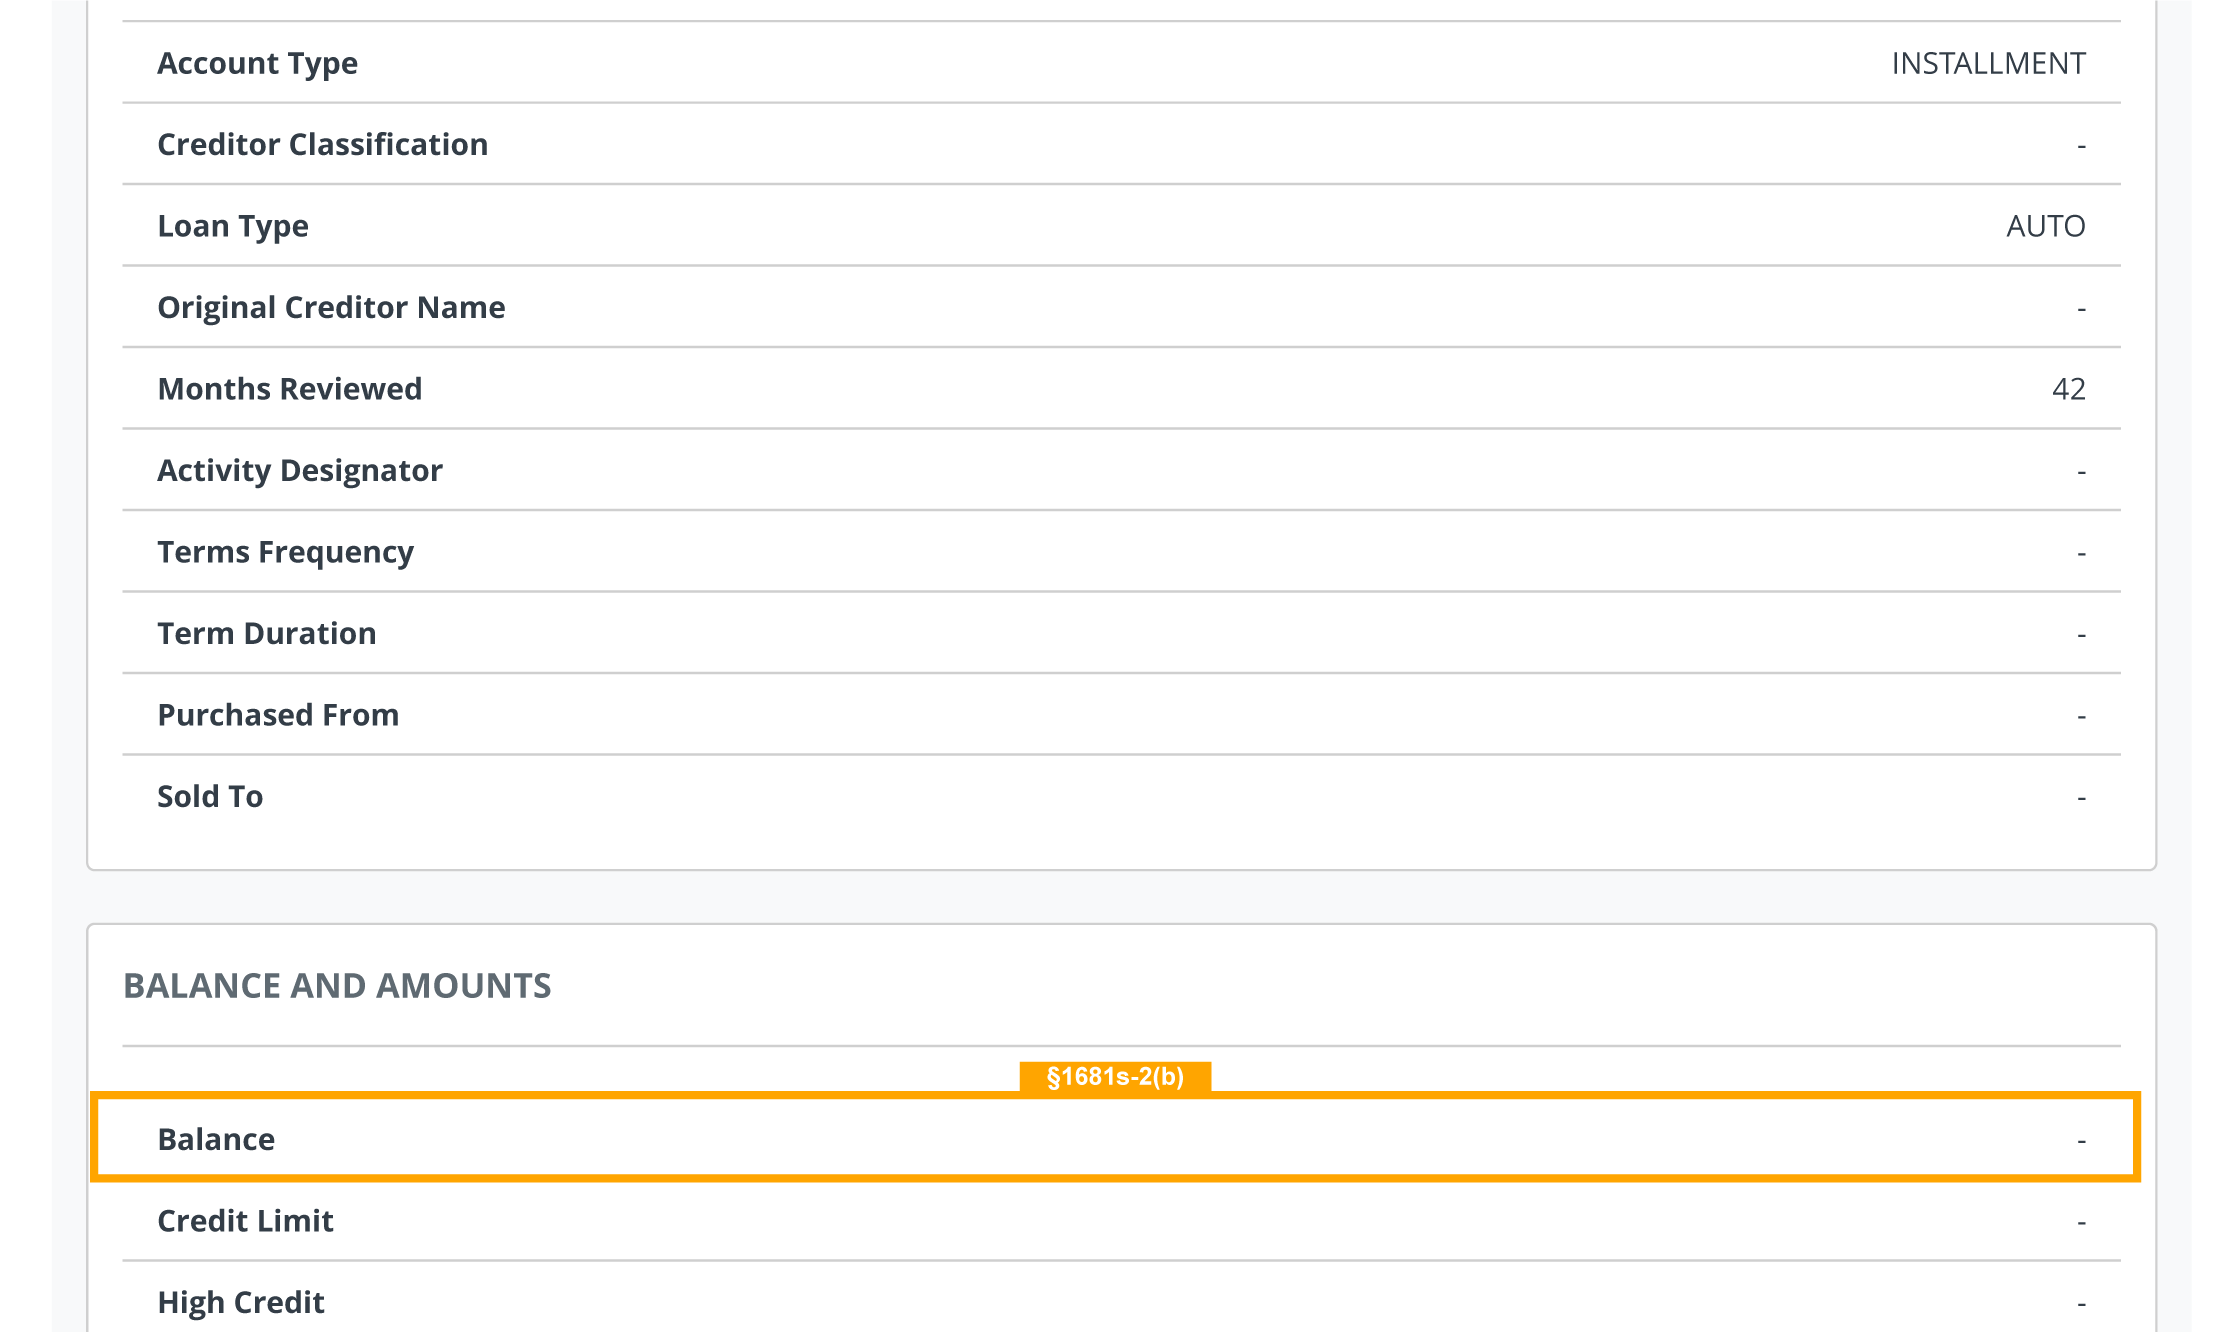 Account Type INSTALLMENT
Creditor Classification -
Loan Type AUTO
Original Creditor Name -
Months Reviewed 42
Activity Designator -
Terms Frequency -
Term Duration -
Purchased From -
Sold To -
BALANCE AND AMOUNTS
§1681s-2(b)
Balance -
Credit Limit -
High Credit -